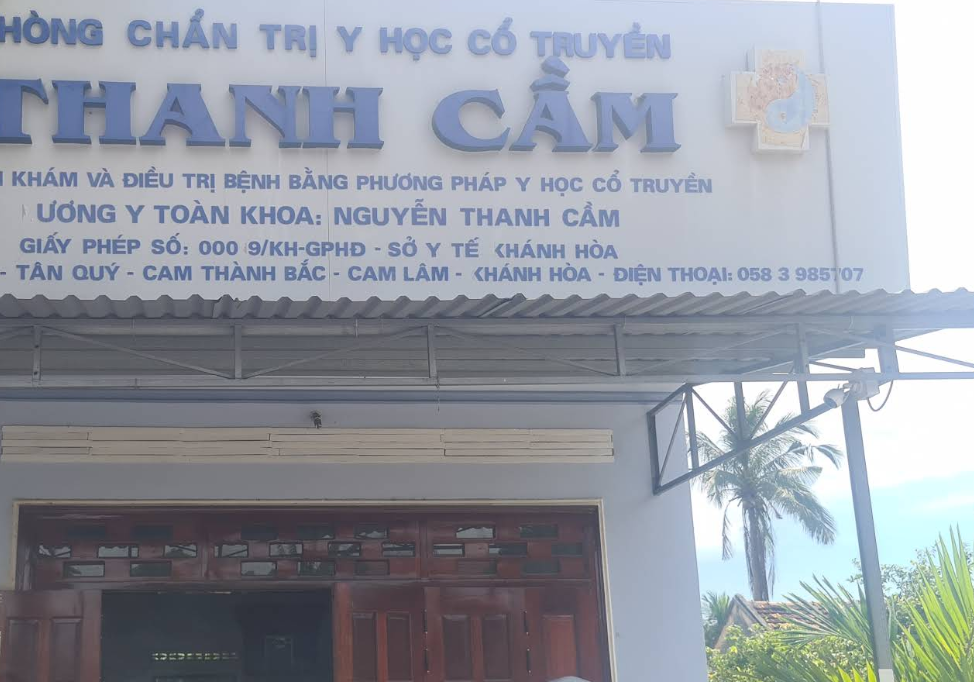 HÒNG CHẨN TRỊ Y HỌC CỔ TRUYỀN
THANH CẦM
KHÁM VÀ ĐIỀU TRỊ BỆNH BẰNG PHƯƠNG PHÁP Y HỌC CỔ TRUYỀN
ƯƠNG Y TOÀN KHOA: NGUYỄN THANH CẦM
GIẤY PHÉP SỐ: 000 9/KH-GPHĐ - SỞ Y TẾ KHÁNH HÒA
- TÂN QUÝ - CAM THÀNH BẮC - CAM LÂM - KHÁNH HÒA - ĐIỆN THOẠI: 058 3 985707